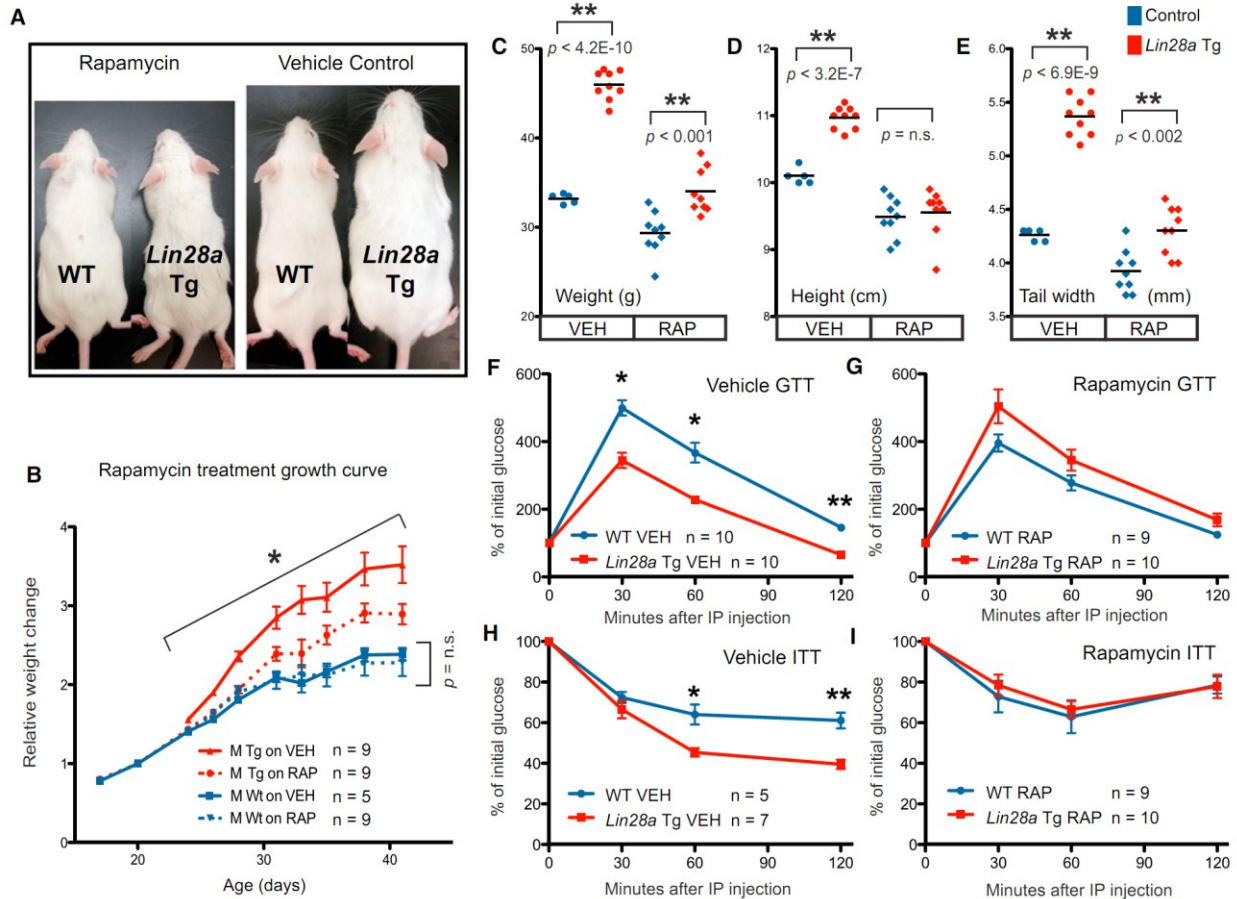 A
Rapamycin
Vehicle Control
WT
Lin28a
Tg
WT
Lin28a
Tg
B
Rapamycin treatment growth curve
Relative weight change
4
3
2
1
0
*
p = n.s.
M Tg on VEH n = 9
M Tg on RAP n = 9
M Wt on VEH n = 5
M Wt on RAP n = 9
20 30 40
Age (days)
Control
Lin28a Tg
C
**
p < 4.2E-10
**
p < 0.001
50
40
30
20
Weight (g)
VEH RAP
D
**
p < 3.2E-7
p = n.s.
12
11
10
9
8
Height (cm)
VEH RAP
E
**
p < 6.9E-9
**
p < 0.002
6.0
5.5
5.0
4.5
4.0
3.5
Tail width (mm)
VEH RAP
F
Vehicle GTT
% of initial glucose
600
400
200
0
*
*
**
WT VEH n = 10
Lin28a Tg VEH n = 10
0 30 60 90 120
Minutes after IP injection
G
Rapamycin GTT
% of initial glucose
600
400
200
0
WT RAP n = 9
Lin28a Tg RAP n = 10
0 30 60 90 120
Minutes after IP injection
H
Vehicle ITT
% of initial glucose
100
80
60
40
20
0
*
**
WT VEH n = 5
Lin28a Tg VEH n = 7
0 30 60 90 120
Minutes after IP injection
I
Rapamycin ITT
% of initial glucose
100
80
60
40
20
0
WT RAP n = 9
Lin28a Tg RAP n = 10
0 30 60 90 120
Minutes after IP injection